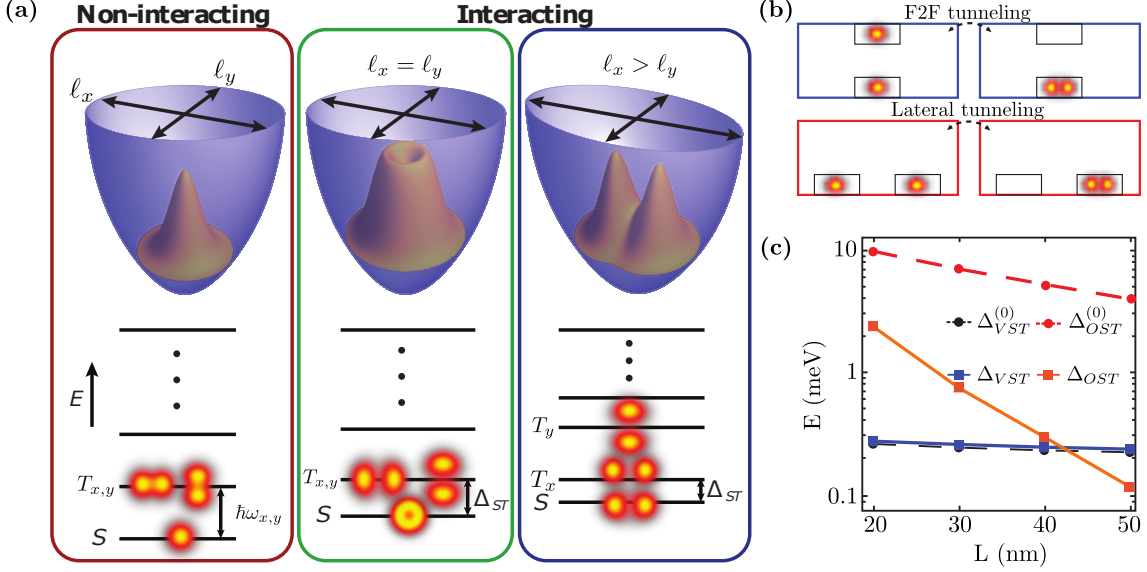 (a)
Non-interacting
Interacting
ℓx
ℓy
ℓx = ℓy
ℓx > ℓy
E
Tx,y
S
ℏωx,y
Tx,y
S
ΔST
Ty
Tx
S
ΔST
(b)
F2F tunneling
Lateral tunneling
(c)
E (meV)
10
1
0.1
Δ(0)VST
Δ(0)OST
ΔVST
ΔOST
20 30 40 50
L (nm)